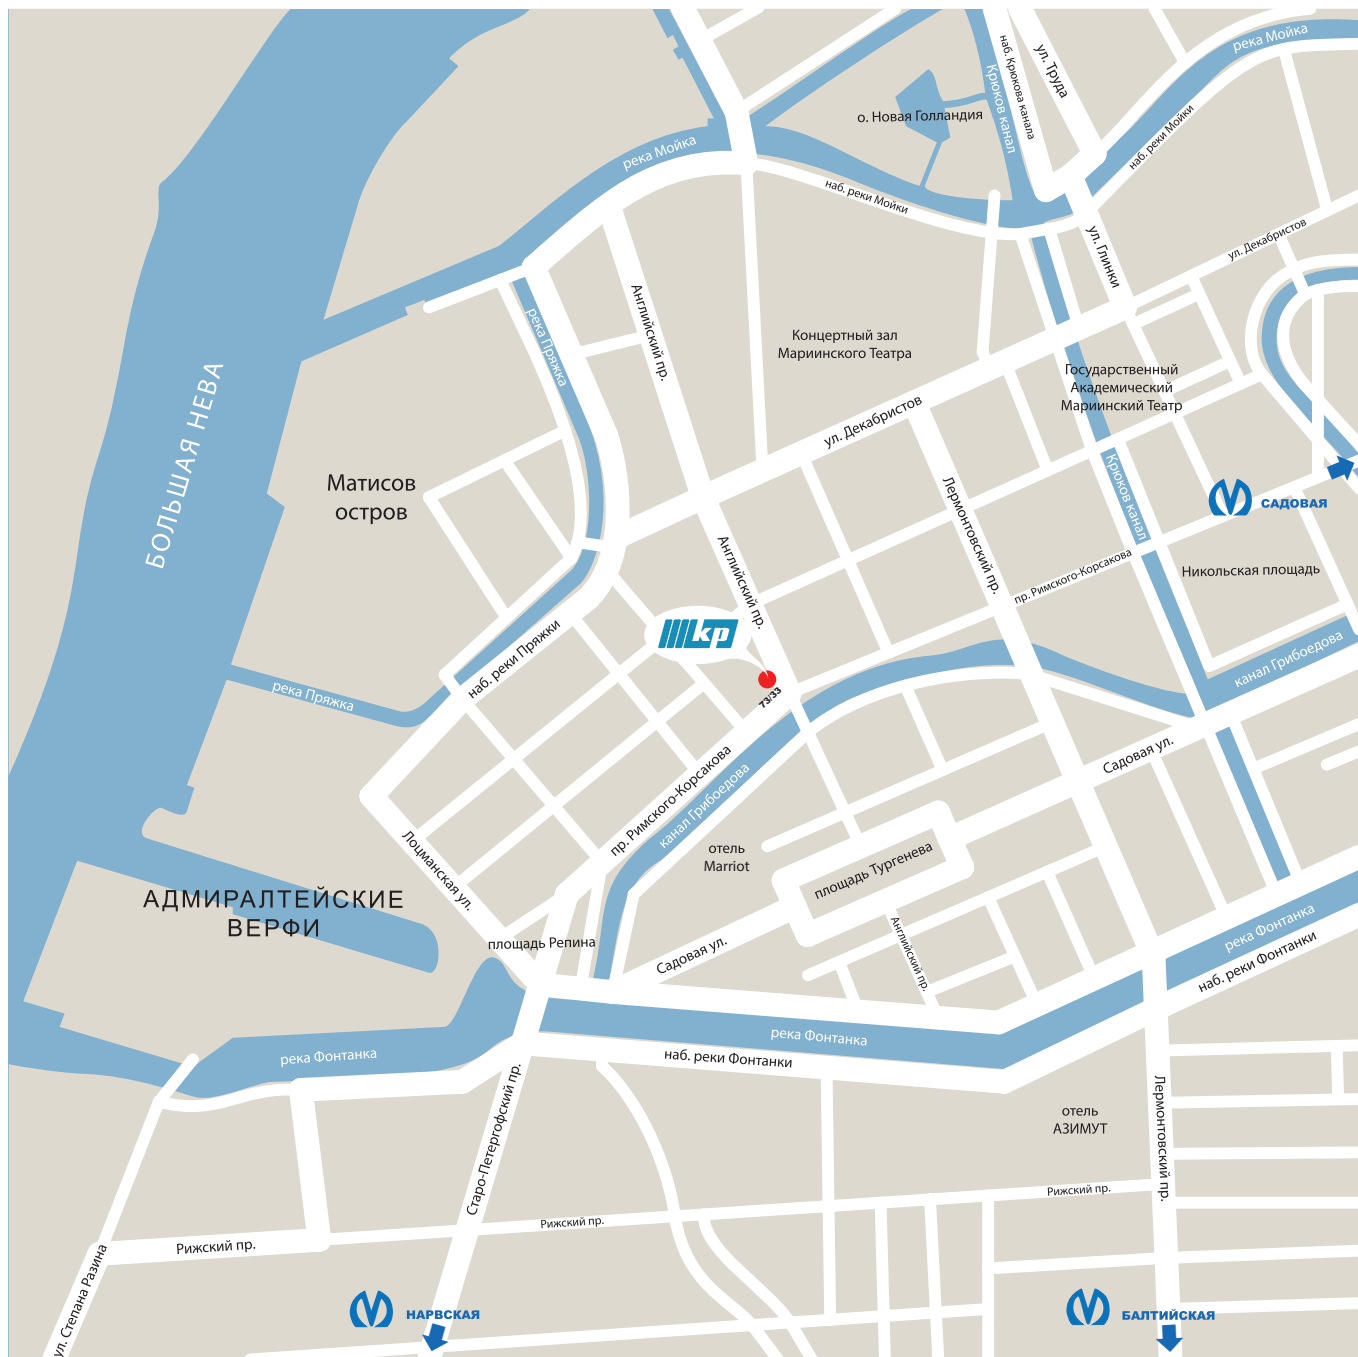 река Мойка
наб. Крюкова канала
ул. Труда
Крюков канал
о. Новая Голландия
наб. реки Мойки
река Мойка
наб. реки Мойки
ул. Глинки
ул. Декабристов
Английский пр.
река Пряжка
Концертный зал
Мариинского Театра
Государственный
Академический
Мариинский Театр
БОЛЬШАЯ НЕВА
ул. Декабристов
Матисов
остров
Лермонтовский пр.
Крюков канал
САДОВАЯ
Английский пр.
пр. Римского-Корсакова
Никольская площадь
kp
наб. реки Пряжки
река Пряжка
73/33
канал Грибоедова
Садовая ул.
пр. Римского-Корсакова
канал Грибоедова
отель
Marriot
площадь Тургенева
Лоцманская ул.
АДМИРАЛТЕЙСКИЕ
ВЕРФИ
площадь Репина
Садовая ул.
Английский пр.
река Фонтанка
наб. реки Фонтанки
река Фонтанка
река Фонтанка
наб. реки Фонтанки
Старо-Петергофский пр.
отель
АЗИМУТ
Лермонтовский пр.
Рижский пр.
Рижский пр.
Рижский пр.
ул. Степана Разина
НАРВСКАЯ
БАЛТИЙСКАЯ